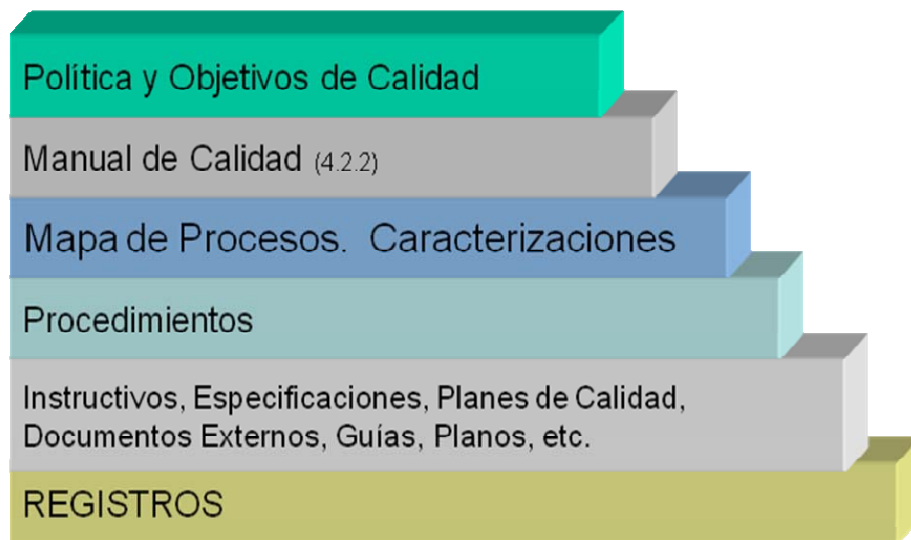 Política y Objetivos de Calidad
Manual de Calidad (4.2.2)
Mapa de Procesos. Caracterizaciones
Procedimientos
Instructivos, Especificaciones, Planes de Calidad,
Documentos Externos, Guías, Planos, etc.
REGISTROS